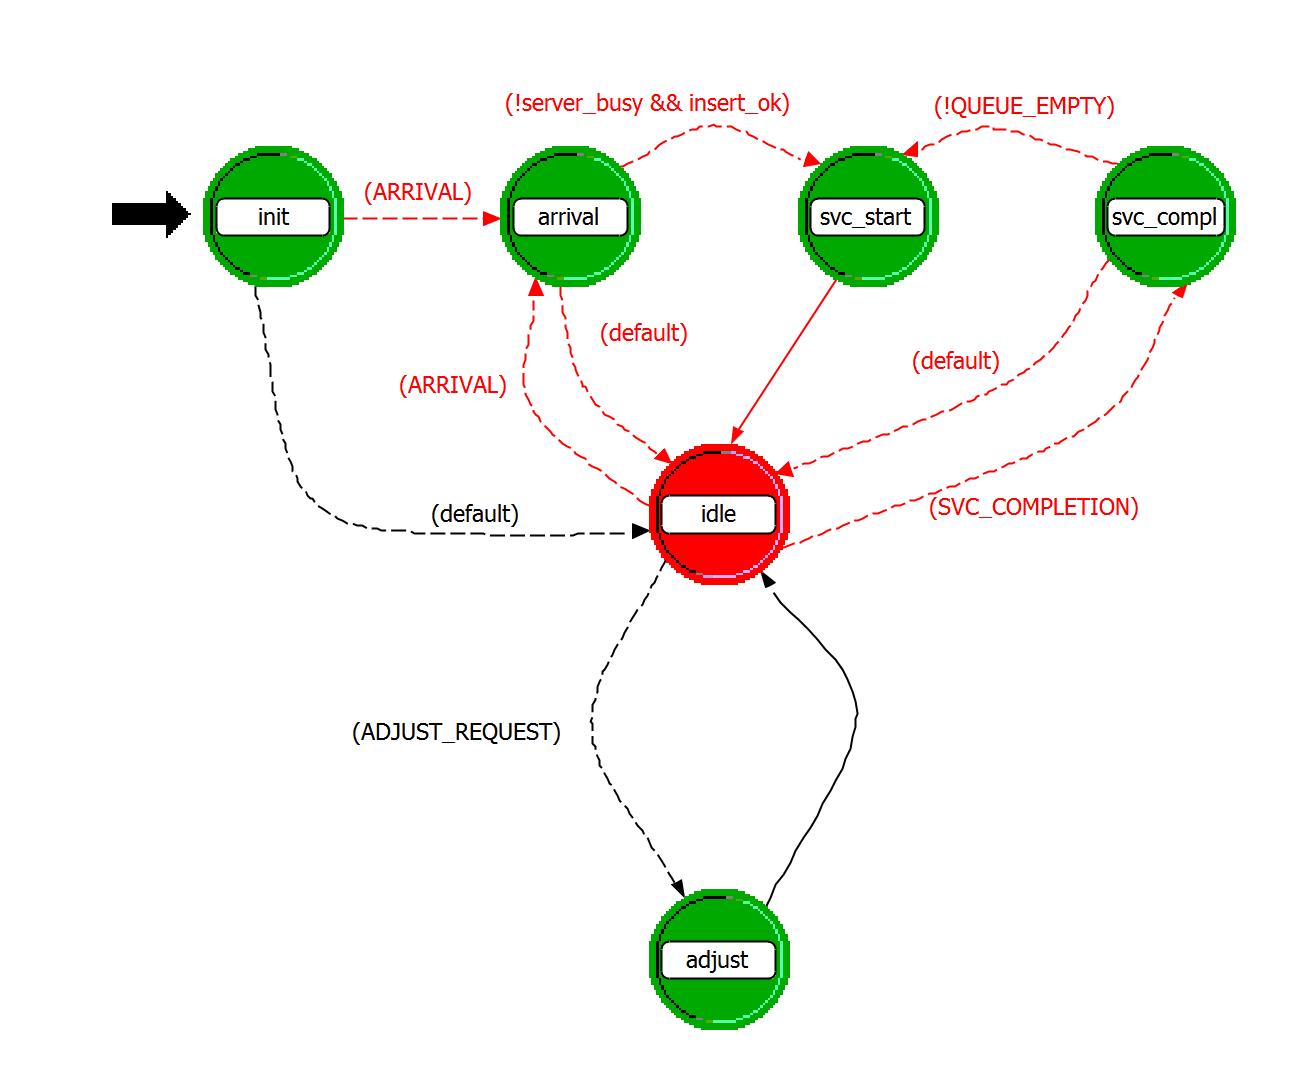 (!server_busy && insert_ok)
(!QUEUE_EMPTY)
init
(ARRIVAL)
arrival
svc_start
svc_compl
(default)
(ARRIVAL)
(default)
(default)
idle
(SVC_COMPLETION)
(ADJUST_REQUEST)
adjust